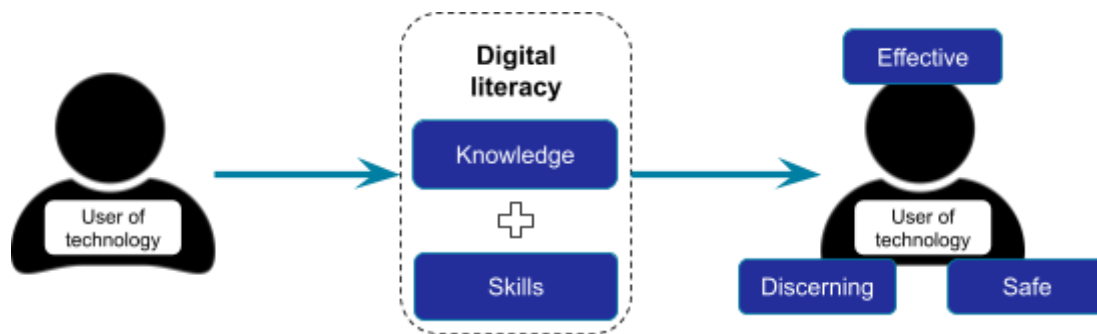 User of
technology
Digital
literacy
Knowledge
Skills
Effective
User of
technology
Discerning
Safe